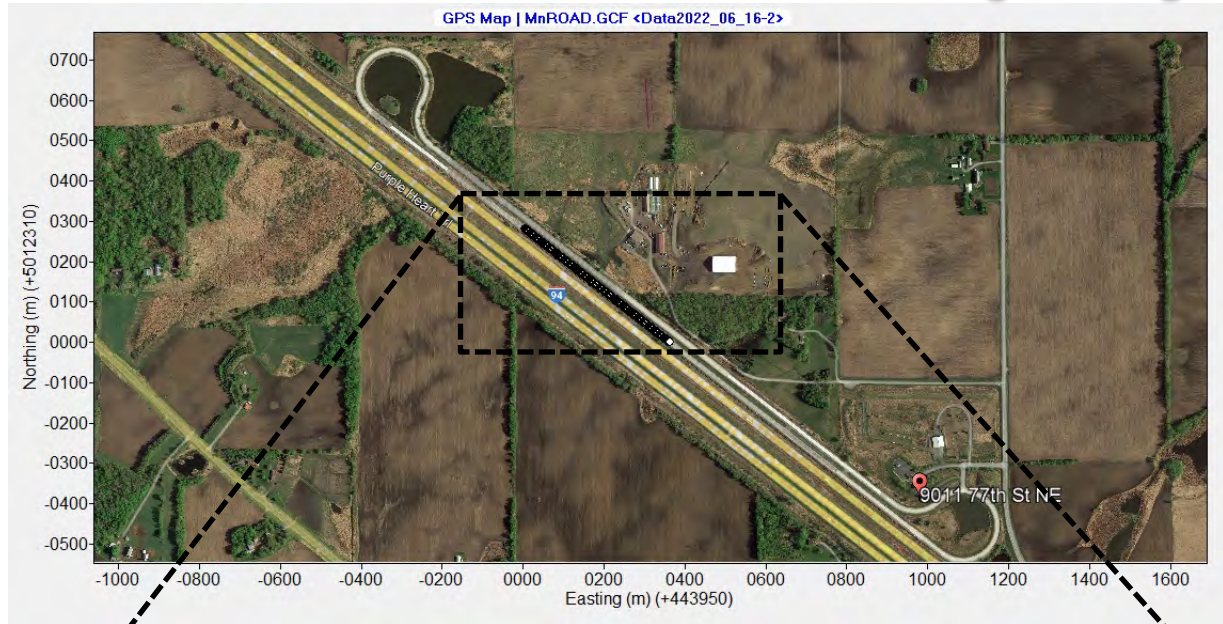 GPS Map | MnROAD.GCF <Data2022_06_16-2>
0700
0600
0500
0400
0300
0200
0100
0000
-0100
-0200
-0300
-0400
-0500
Northing (m) (+5012310)
Purple Heart
94
9011 77th St NE
-1000 -0800 -0600 -0400 -0200 0000 0200 0400 0600 0800 1000 1200 1400 1600
Easting (m) (+443950)